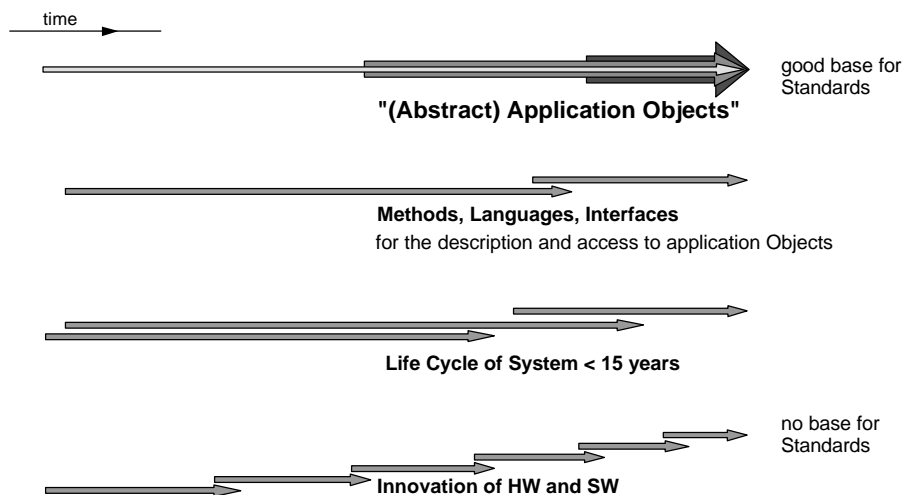 time
good base for
Standards
"(Abstract) Application Objects"
Methods, Languages, Interfaces
for the description and access to application Objects
Life Cycle of System < 15 years
no base for
Standards
Innovation of HW and SW